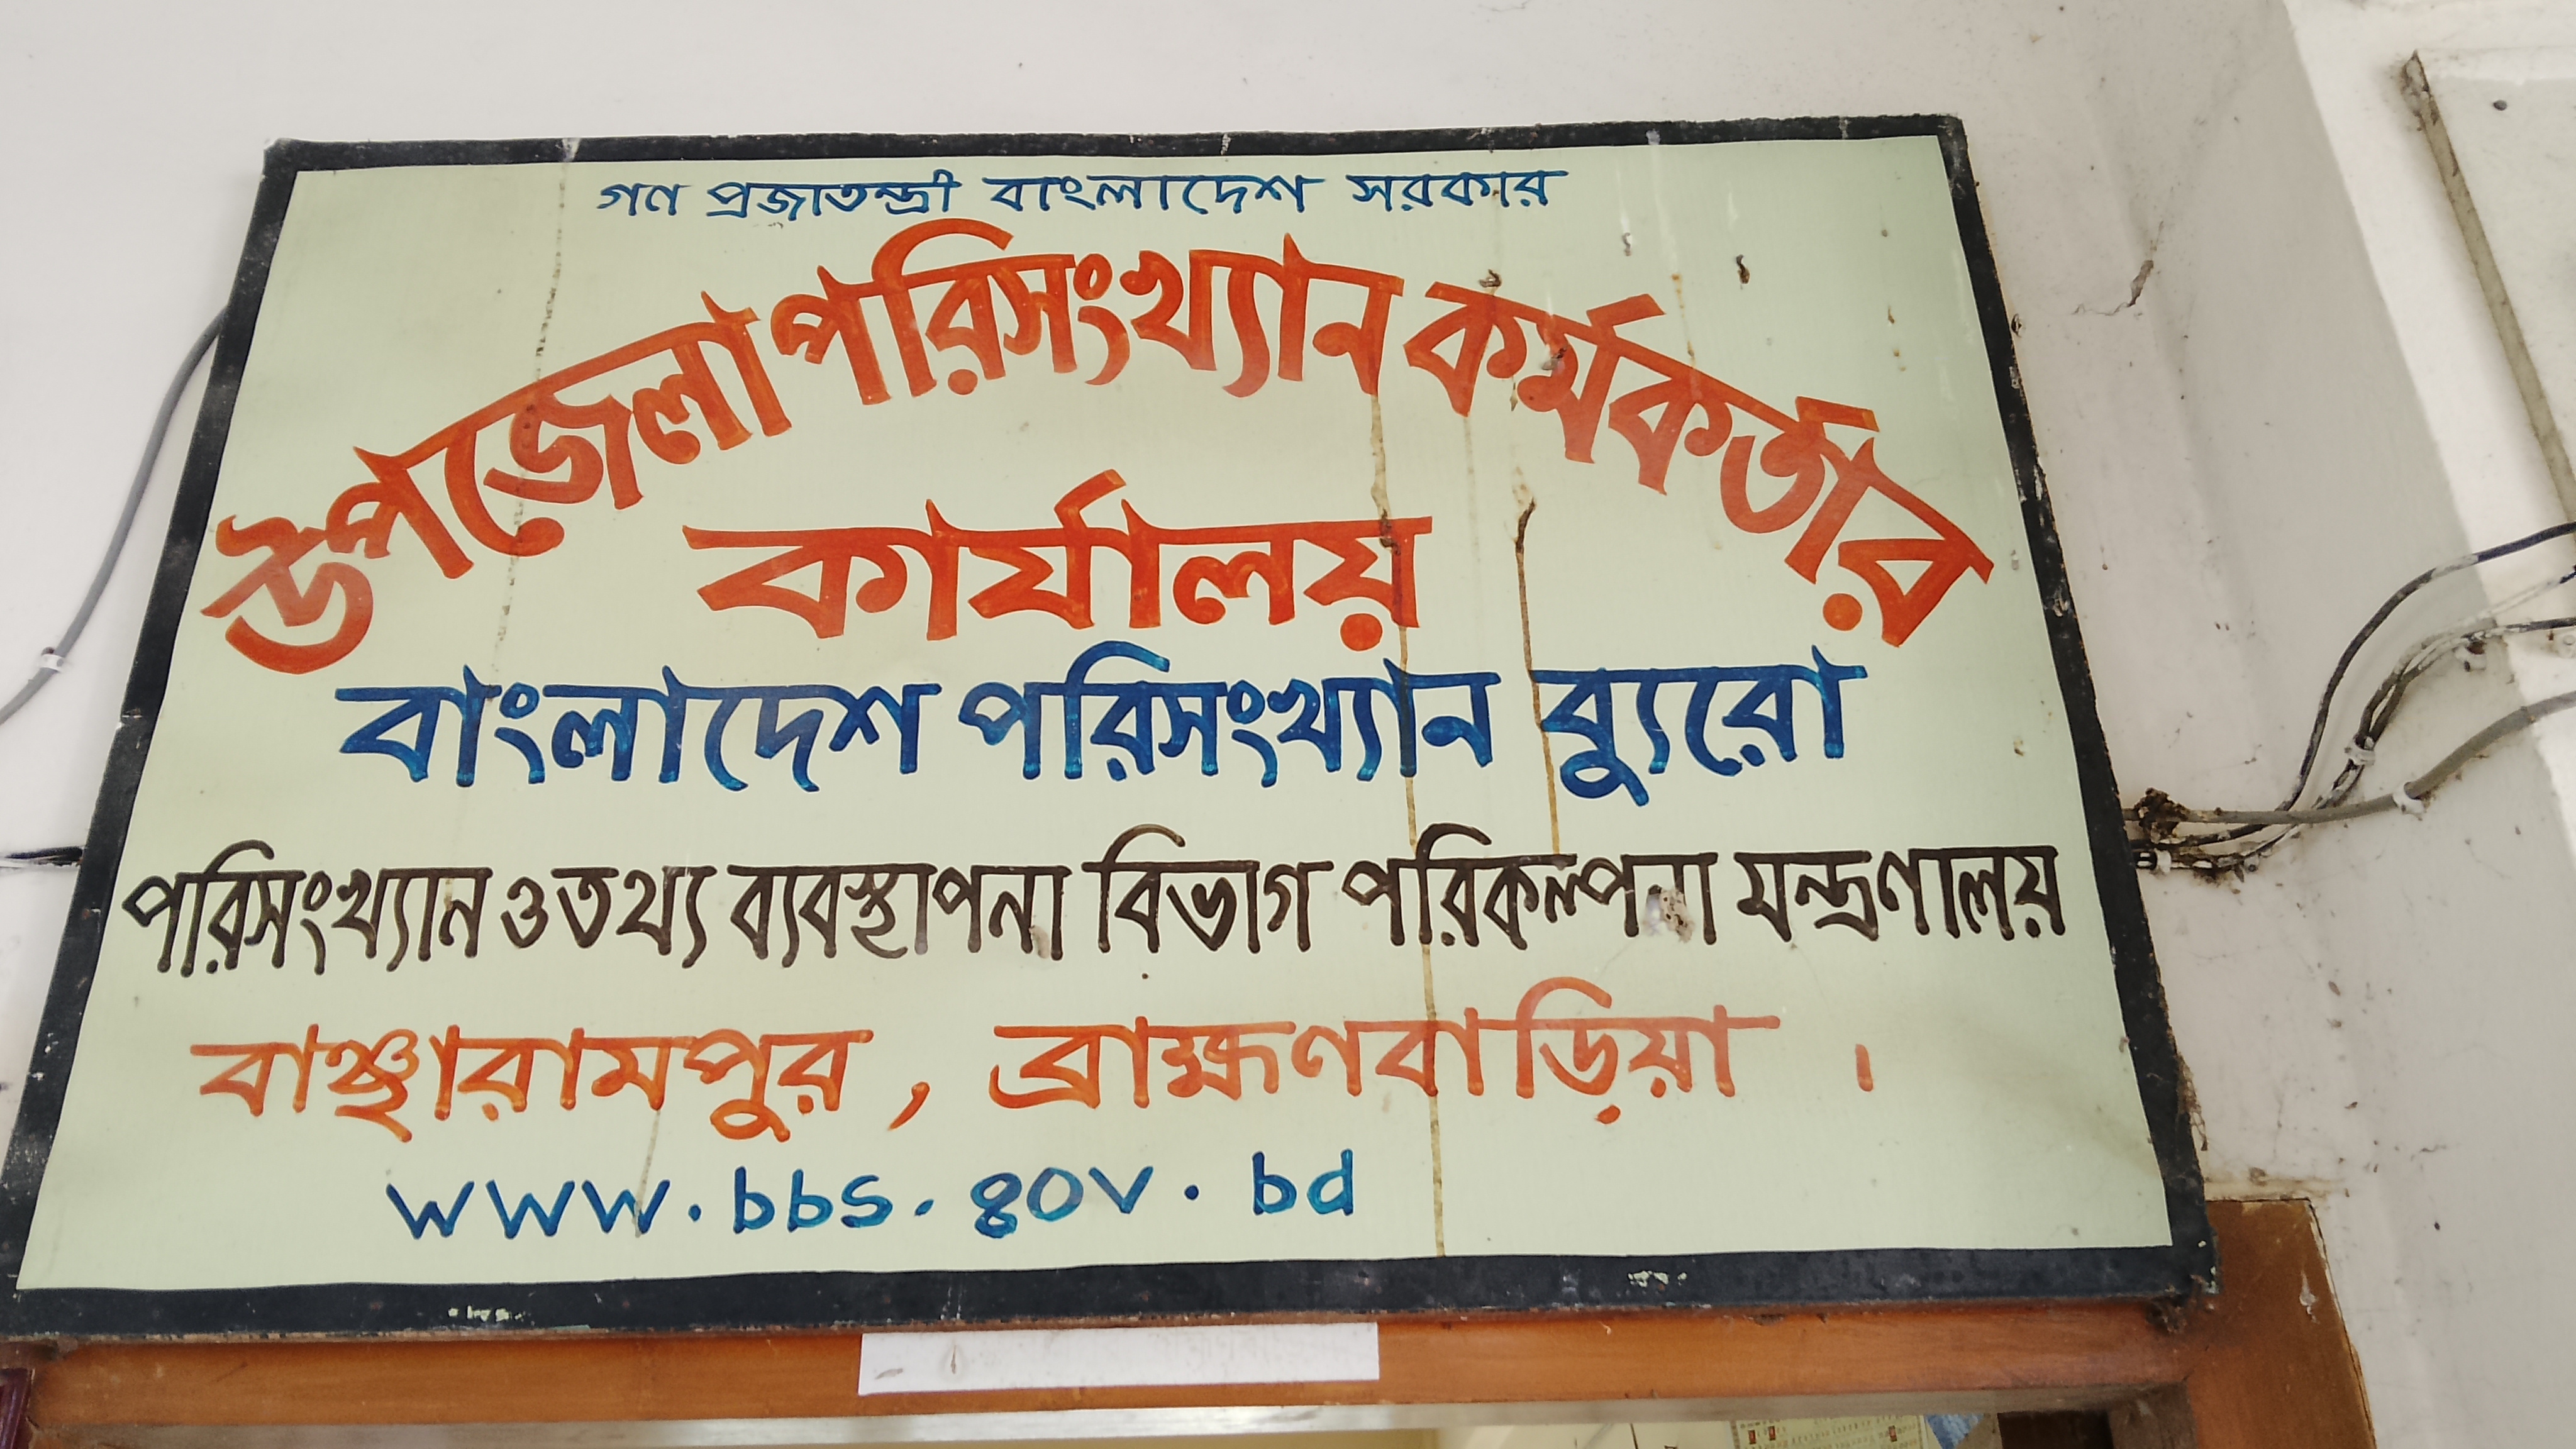 গণ প্রজাতন্ত্রী বাংলাদেশ সরকার
উপজেলা পরিসংখ্যান কর্মকর্তার
কার্যালয়
বাংলাদেশ পরিসংখ্যান ব্যুরো
পরিসংখ্যান ও তথ্য ব্যবস্থাপনা বিভাগ পরিকল্পনা মন্ত্রণালয়
বাঞ্ছারামপুর, ব্রাহ্মণবাড়িয়া ।
www.bbs.gov.bd